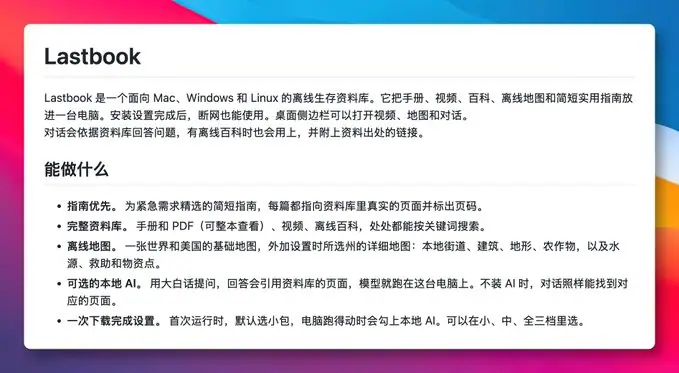 Lastbook
Lastbook 是一个面向 Mac、Windows 和 Linux 的离线生存资料库。它把手册、视频、百科、离线地图和简短实用指南放
进一台电脑。安装设置完成后，断网也能使用。桌面侧边栏可以打开视频、地图和对话。
对话会依据资料库回答问题，有离线百科时也会用上，并附上资料出处的链接。
能做什么
• 指南优先。 为紧急需求精选的简短指南，每篇都指向资料库里真实的页面并标出页码。
• 完整资料库。 手册和 PDF（可整本查看）、视频、离线百科，处处都能按关键词搜索。
• 离线地图。 一张世界和美国的基础地图，外加设置时所选州的详细地图：本地街道、建筑、地形、农作物，以及水
源、救助和物资点。
• 可选的本地 AI。 用大白话提问，回答会引用资料库的页面，模型就跑在这台电脑上。不装 AI 时，对话照样能找到对
应的页面。
• 一次下载完成设置。 首次运行时，默认选小包，电脑跑得动时会勾上本地 AI。可以在小、中、全三档里选。